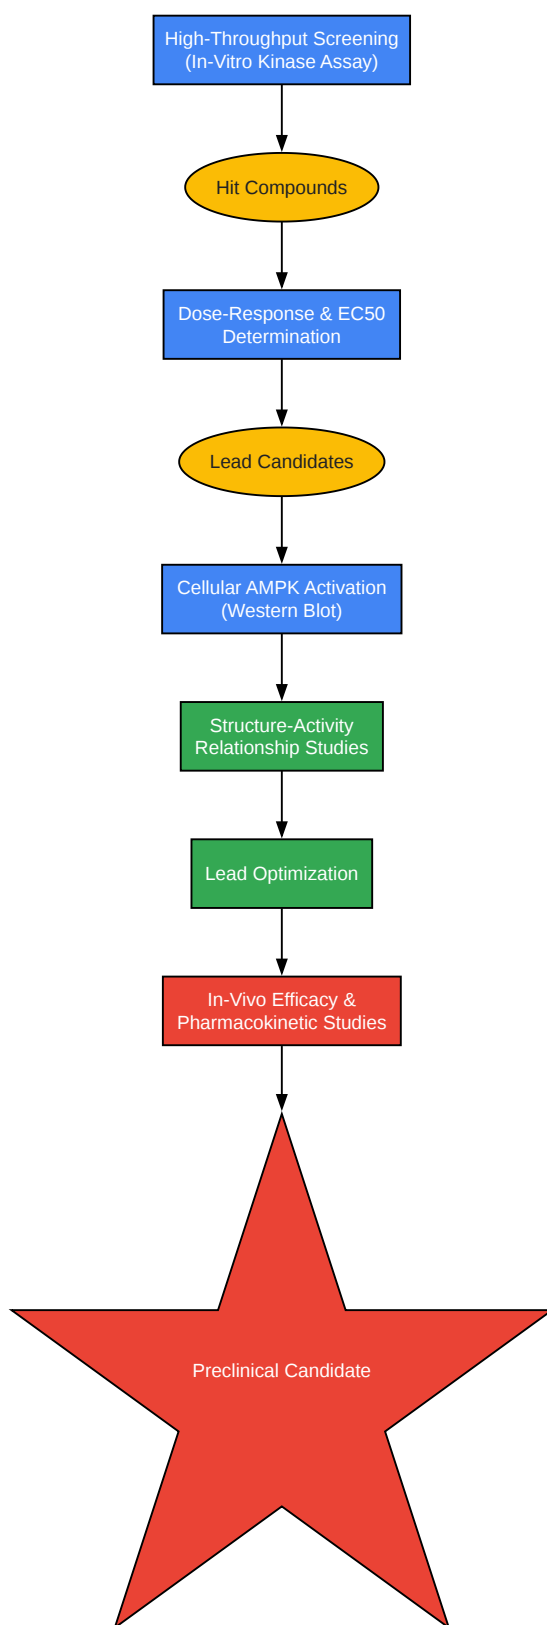 High-Throughput Screening
(In-Vitro Kinase Assay)
Hit Compounds
Dose-Response & EC50
Determination
Lead Candidates
Cellular AMPK Activation
(Western Blot)
Structure-Activity
Relationship Studies
Lead Optimization
In-Vivo Efficacy &
Pharmacokinetic Studies
Preclinical Candidate